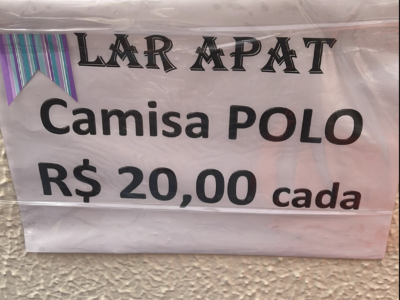 LAR APAT
Camisa POLO
R$ 20,00 cada